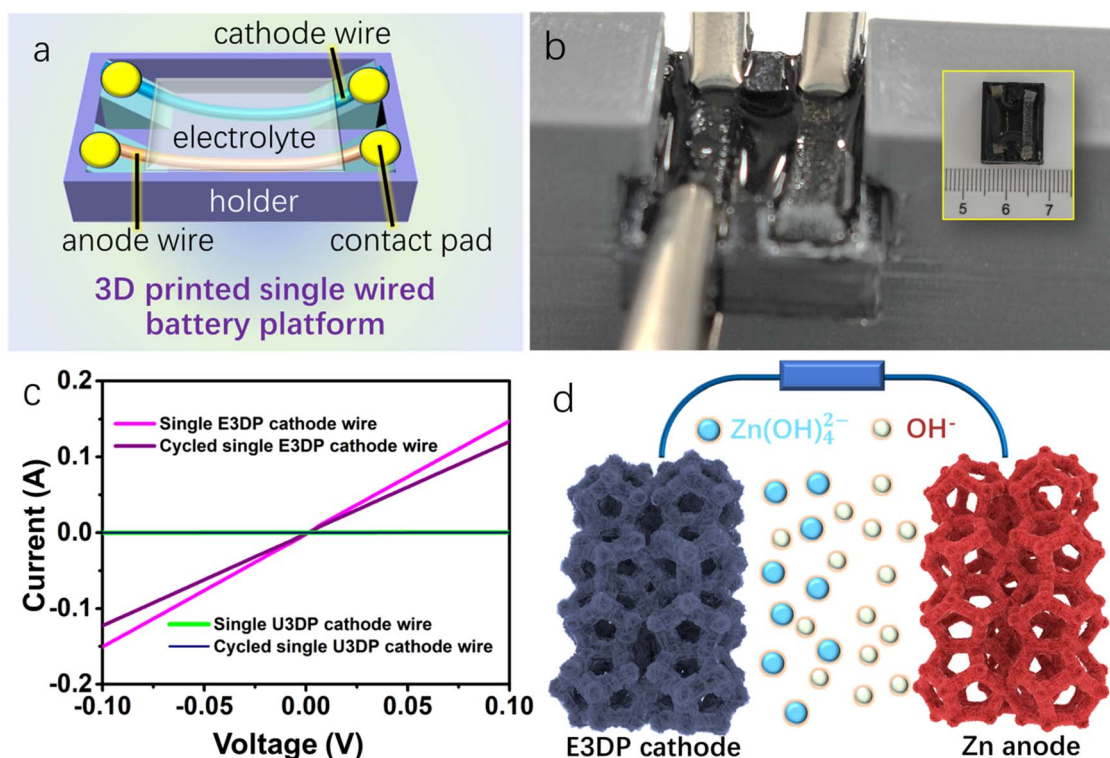 a
cathode wire
electrolyte
holder
anode wire
contact pad
3D printed single wired
battery platform
b
5 6 7
c
0.2
0.1
0.0
-0.1
-0.2
Current (A)
Single E3DP cathode wire
Cycled single E3DP cathode wire
Single U3DP cathode wire
Cycled single U3DP cathode wire
-0.10 -0.05 0.00 0.05 0.10
Voltage (V)
d
Zn(OH)₄²⁻ OH⁻
E3DP cathode Zn anode